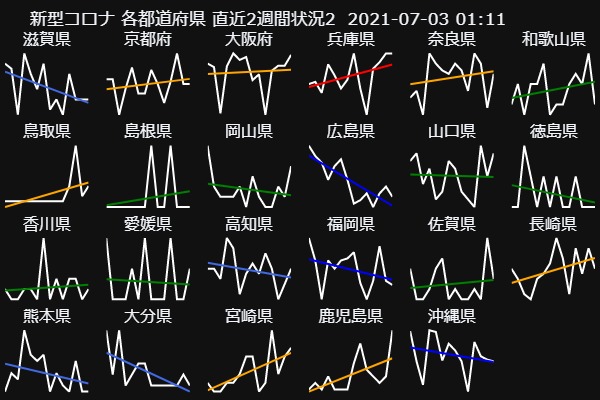 新型コロナ 各都道府県 直近2週間状況2 2021-07-03 01:11
滋賀県 京都府 大阪府 兵庫県 奈良県 和歌山県
鳥取県 島根県 岡山県 広島県 山口県 徳島県
香川県 愛媛県 高知県 福岡県 佐賀県 長崎県
熊本県 大分県 宮崎県 鹿児島県 沖縄県